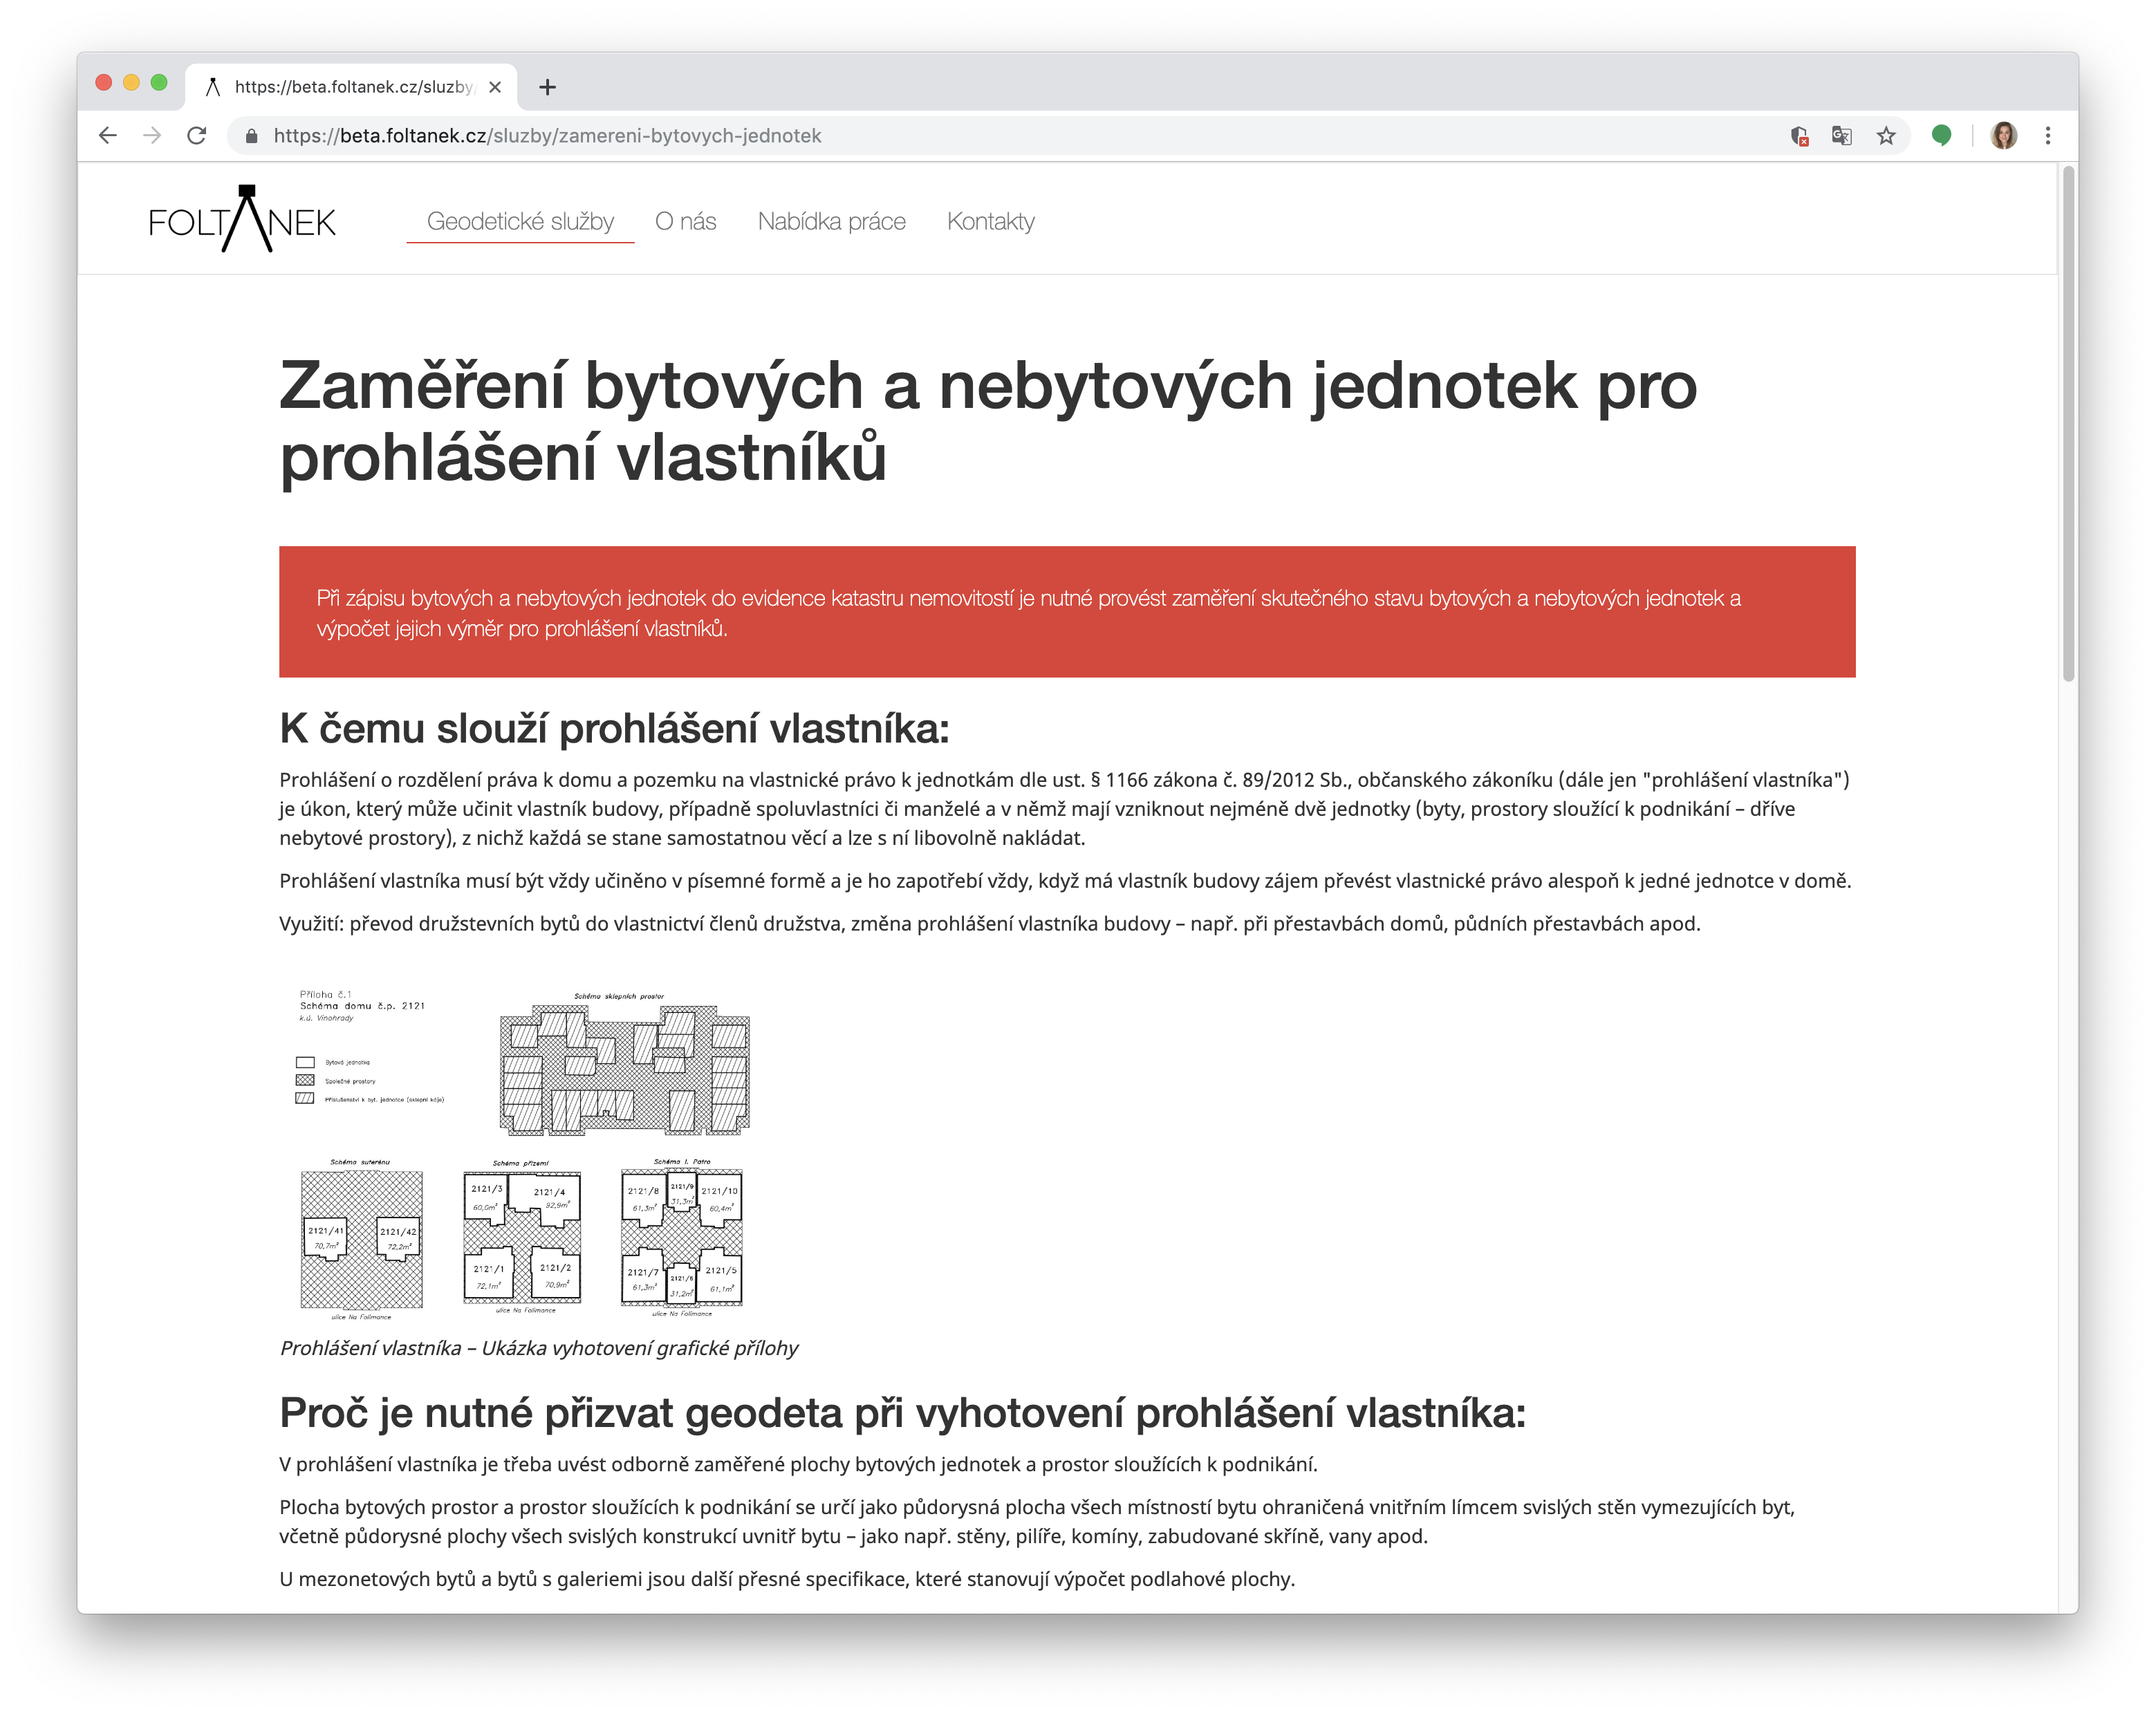 https://beta.foltanek.cz/sluzby/
https://beta.foltanek.cz/sluzby/zamereni-bytovych-jednotek
FOLTANEK
Geodetické služby O nás Nabídka práce Kontakty
Zaměření bytových a nebytových jednotek pro
prohlášení vlastníků
Při zápisu bytových a nebytových jednotek do evidence katastru nemovitostí je nutné provést zaměření skutečného stavu bytových a nebytových jednotek a
výpočet jejich výměr pro prohlášení vlastníků.
K čemu slouží prohlášení vlastníka:
Prohlášení o rozdělení práva k domu a pozemku na vlastnické právo k jednotkám dle ust. § 1166 zákona č. 89/2012 Sb., občanského zákoníku (dále jen "prohlášení vlastníka")
je úkon, který může učinit vlastník budovy, případně spoluvlastníci či manželé a v němž mají vzniknout nejméně dvě jednotky (byty, prostory sloužící k podnikání – dříve
nebytové prostory), z nichž každá se stane samostatnou věcí a lze s ní libovolně nakládat.
Prohlášení vlastníka musí být vždy učiněno v písemné formě a je ho zapotřebí vždy, když má vlastník budovy zájem převést vlastnické právo alespoň k jedné jednotce v domě.
Využití: převod družstevních bytů do vlastnictví členů družstva, změna prohlášení vlastníka budovy – např. při přestavbách domů, půdních přestavbách apod.
Příloha č.1
Schéma domu č.p. 2121
k.ú. Vinohrady
Bytová jednotka
Společné prostory
Příslušenství k byt. jednotce (sklepní kóje)
Schéma sklepních prostor
Schéma suterénu
2121/41 2121/42
70,7m² 72,2m²
ulice Na Folimance
Schéma přízemí
2121/3 2121/4
60,0m² 92,9m²
2121/1 2121/2
72,1m² 70,9m²
ulice Na Folimance
Schéma I. Patro
2121/8 2121/9 2121/10
61,3m² 31,3m² 60,4m²
2121/7 2121/6 2121/5
61,3m² 31,2m² 61,1m²
ulice Na Folimance
Prohlášení vlastníka – Ukázka vyhotovení grafické přílohy
Proč je nutné přizvat geodeta při vyhotovení prohlášení vlastníka:
V prohlášení vlastníka je třeba uvést odborně zaměřené plochy bytových jednotek a prostor sloužících k podnikání.
Plocha bytových prostor a prostor sloužících k podnikání se určí jako půdorysná plocha všech místností bytu ohraničená vnitřním límcem svislých stěn vymezujících byt,
včetně půdorysné plochy všech svislých konstrukcí uvnitř bytu – jako např. stěny, pilíře, komíny, zabudované skříně, vany apod.
U mezonetových bytů a bytů s galeriemi jsou další přesné specifikace, které stanovují výpočet podlahové plochy.